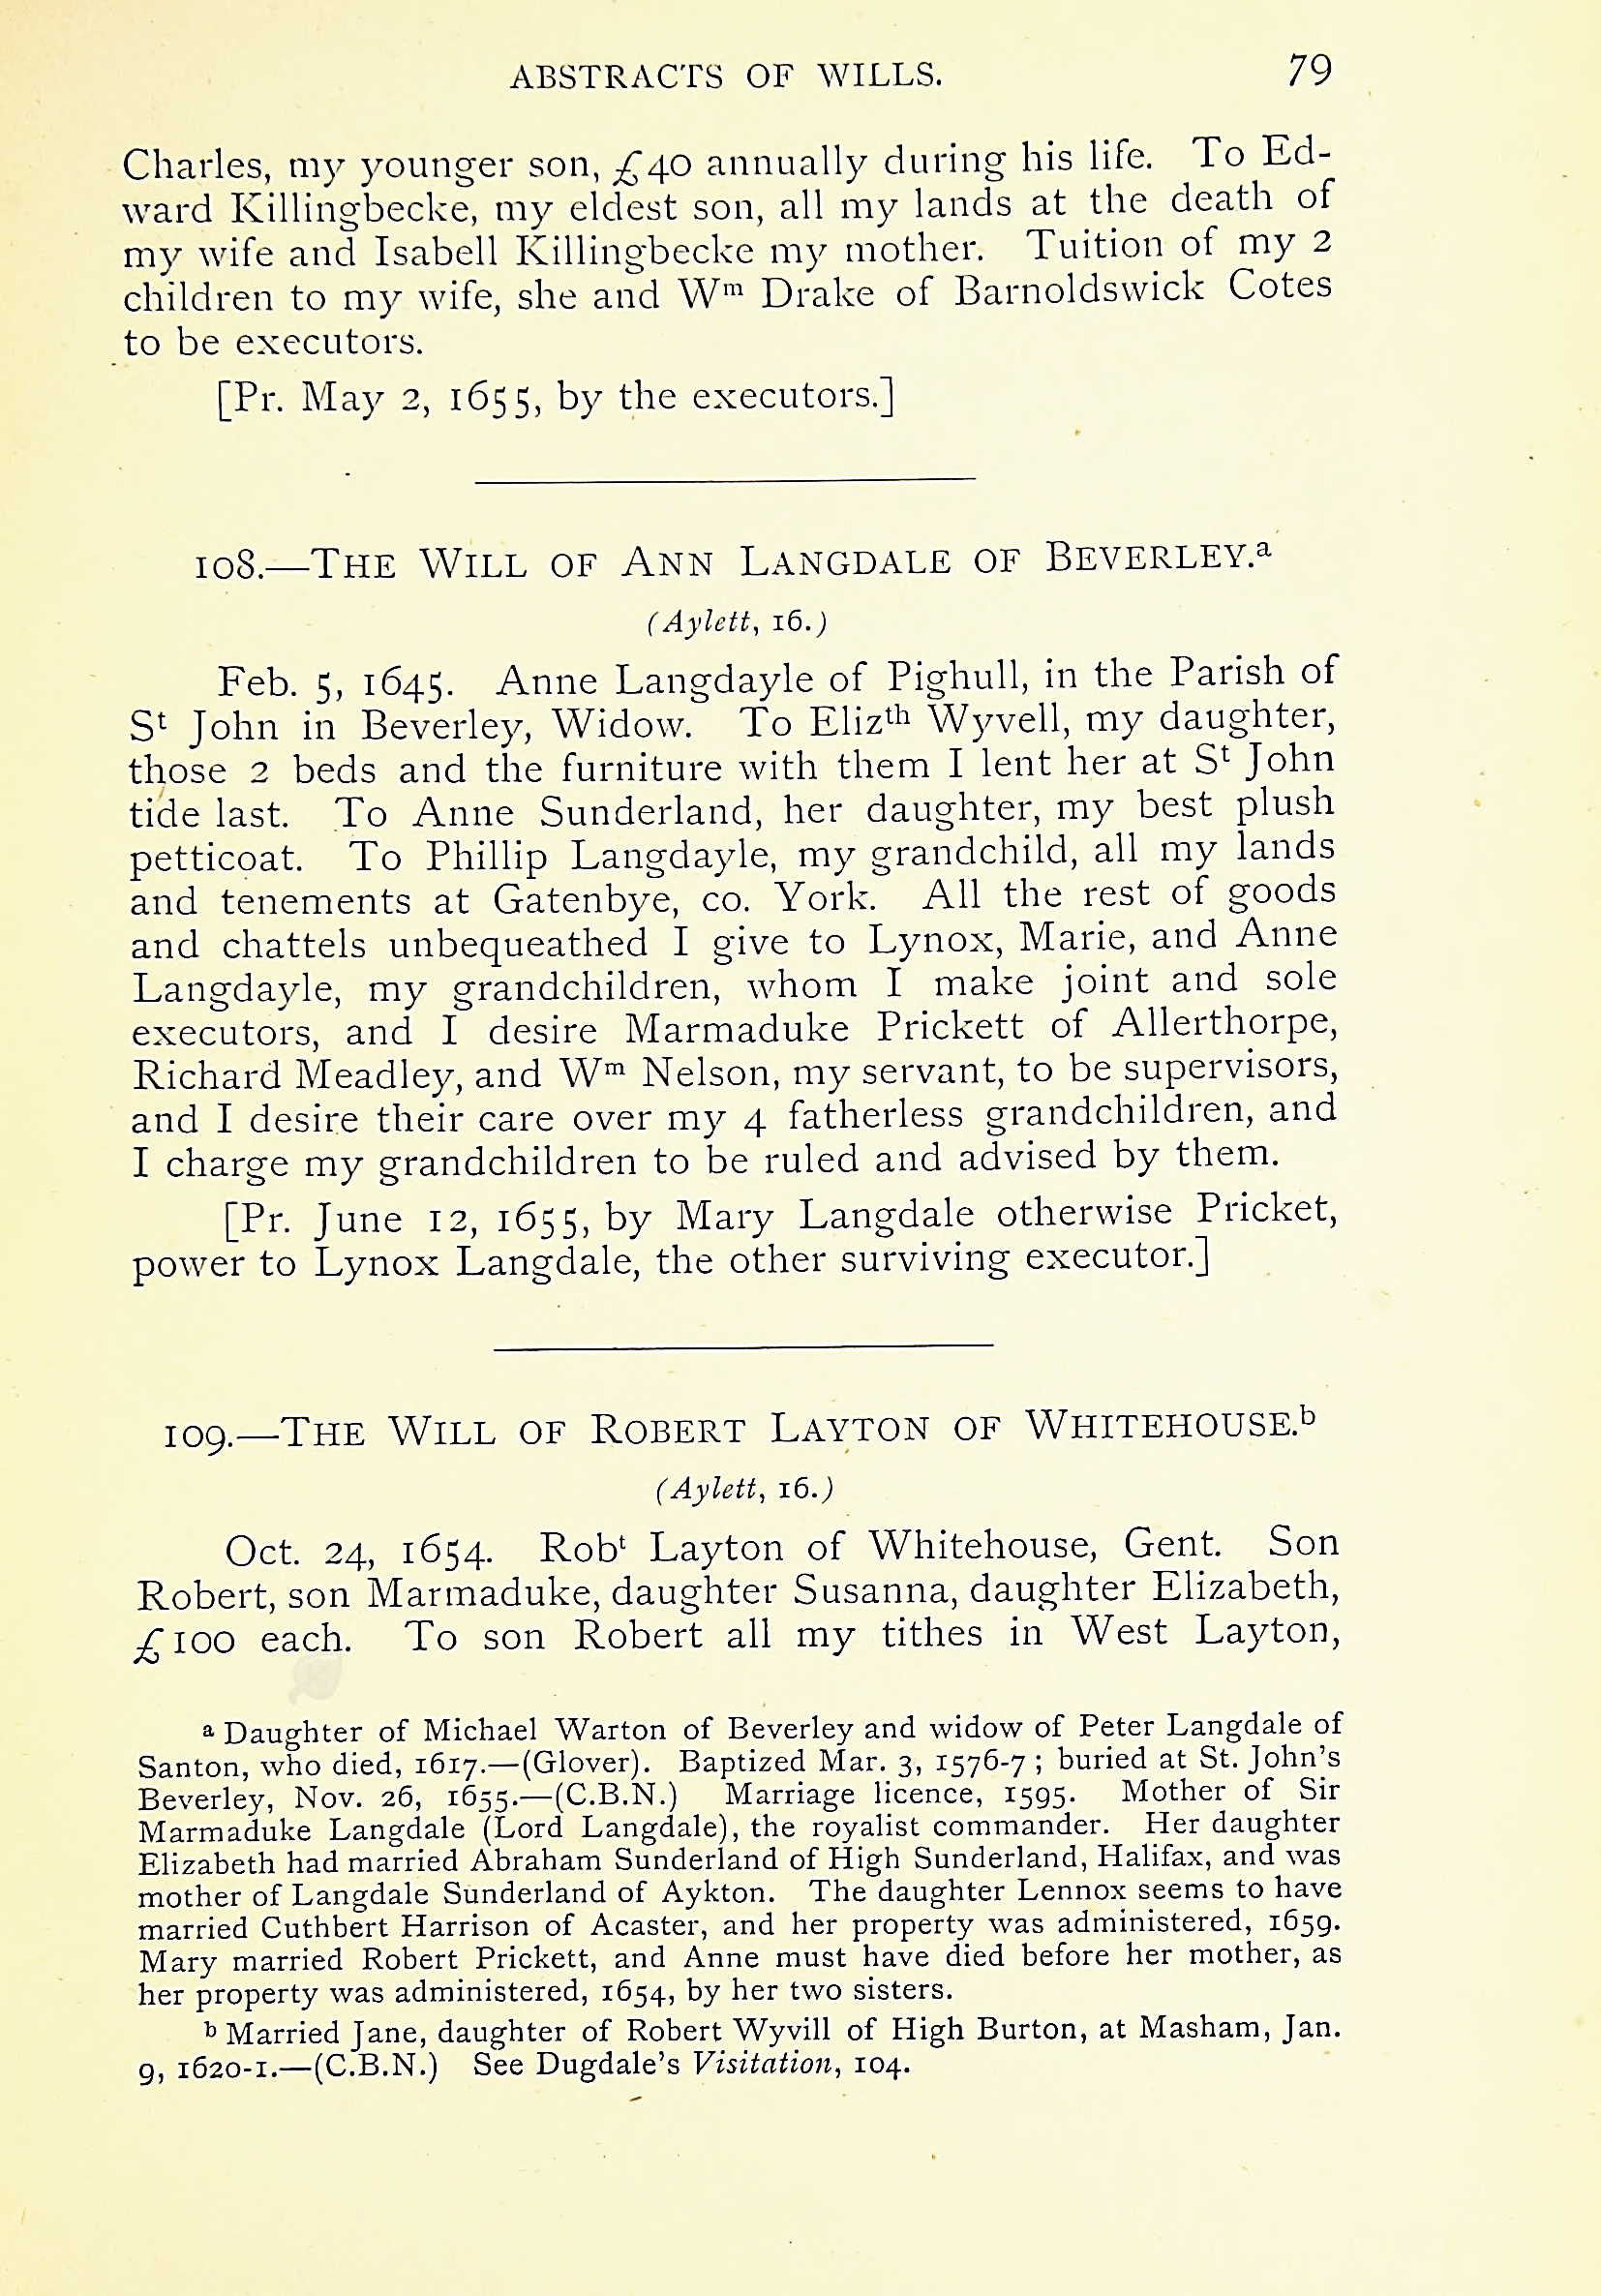 ABSTRACTS OF WILLS. 79
Charles, my younger son, £40 annually during his life. To Ed-
ward Killingbecke, my eldest son, all my lands at the death of
my wife and Isabell Killingbecke my mother. Tuition of my 2
children to my wife, she and Wᵐ Drake of Barnoldswick Cotes
to be executors.
[Pr. May 2, 1655, by the executors.]
108.—THE WILL OF ANN LANGDALE OF BEVERLEY.ᵃ
(Aylett, 16.)
Feb. 5, 1645. Anne Langdayle of Pighull, in the Parish of
Sᵗ John in Beverley, Widow. To Elizᵗʰ Wyvell, my daughter,
those 2 beds and the furniture with them I lent her at Sᵗ John
tide last. To Anne Sunderland, her daughter, my best plush
petticoat. To Phillip Langdayle, my grandchild, all my lands
and tenements at Gatenbye, co. York. All the rest of goods
and chattels unbequeathed I give to Lynox, Marie, and Anne
Langdayle, my grandchildren, whom I make joint and sole
executors, and I desire Marmaduke Prickett of Allerthorpe,
Richard Meadley, and Wᵐ Nelson, my servant, to be supervisors,
and I desire their care over my 4 fatherless grandchildren, and
I charge my grandchildren to be ruled and advised by them.
[Pr. June 12, 1655, by Mary Langdale otherwise Pricket,
power to Lynox Langdale, the other surviving executor.]
109.—THE WILL OF ROBERT LAYTON OF WHITEHOUSE.ᵇ
(Aylett, 16.)
Oct. 24, 1654. Robᵗ Layton of Whitehouse, Gent. Son
Robert, son Marmaduke, daughter Susanna, daughter Elizabeth,
£100 each. To son Robert all my tithes in West Layton,
ᵃ Daughter of Michael Warton of Beverley and widow of Peter Langdale of
Santon, who died, 1617.—(Glover). Baptized Mar. 3, 1576-7; buried at St. John's
Beverley, Nov. 26, 1655.—(C.B.N.) Marriage licence, 1595. Mother of Sir
Marmaduke Langdale (Lord Langdale), the royalist commander. Her daughter
Elizabeth had married Abraham Sunderland of High Sunderland, Halifax, and was
mother of Langdale Sunderland of Aykton. The daughter Lennox seems to have
married Cuthbert Harrison of Acaster, and her property was administered, 1659.
Mary married Robert Prickett, and Anne must have died before her mother, as
her property was administered, 1654, by her two sisters.
ᵇ Married Jane, daughter of Robert Wyvill of High Burton, at Masham, Jan.
9, 1620-1.—(C.B.N.) See Dugdale's Visitation, 104.